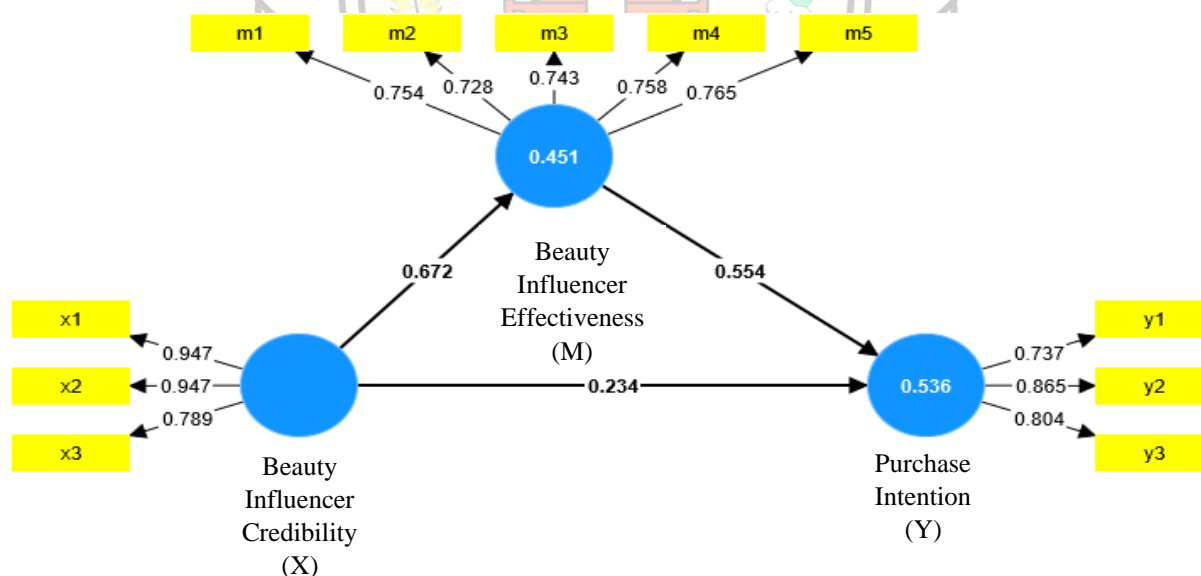 m1 m2 m3 m4 m5
0.754 0.728 0.743 0.758 0.765
0.451
Beauty
Influencer
Effectiveness
(M)
0.672 0.554
x1
x2
x3
0.947
0.947
0.789
0.234
0.536
0.737
0.865
0.804
y1
y2
y3
Beauty
Influencer
Credibility
(X)
Purchase
Intention
(Y)